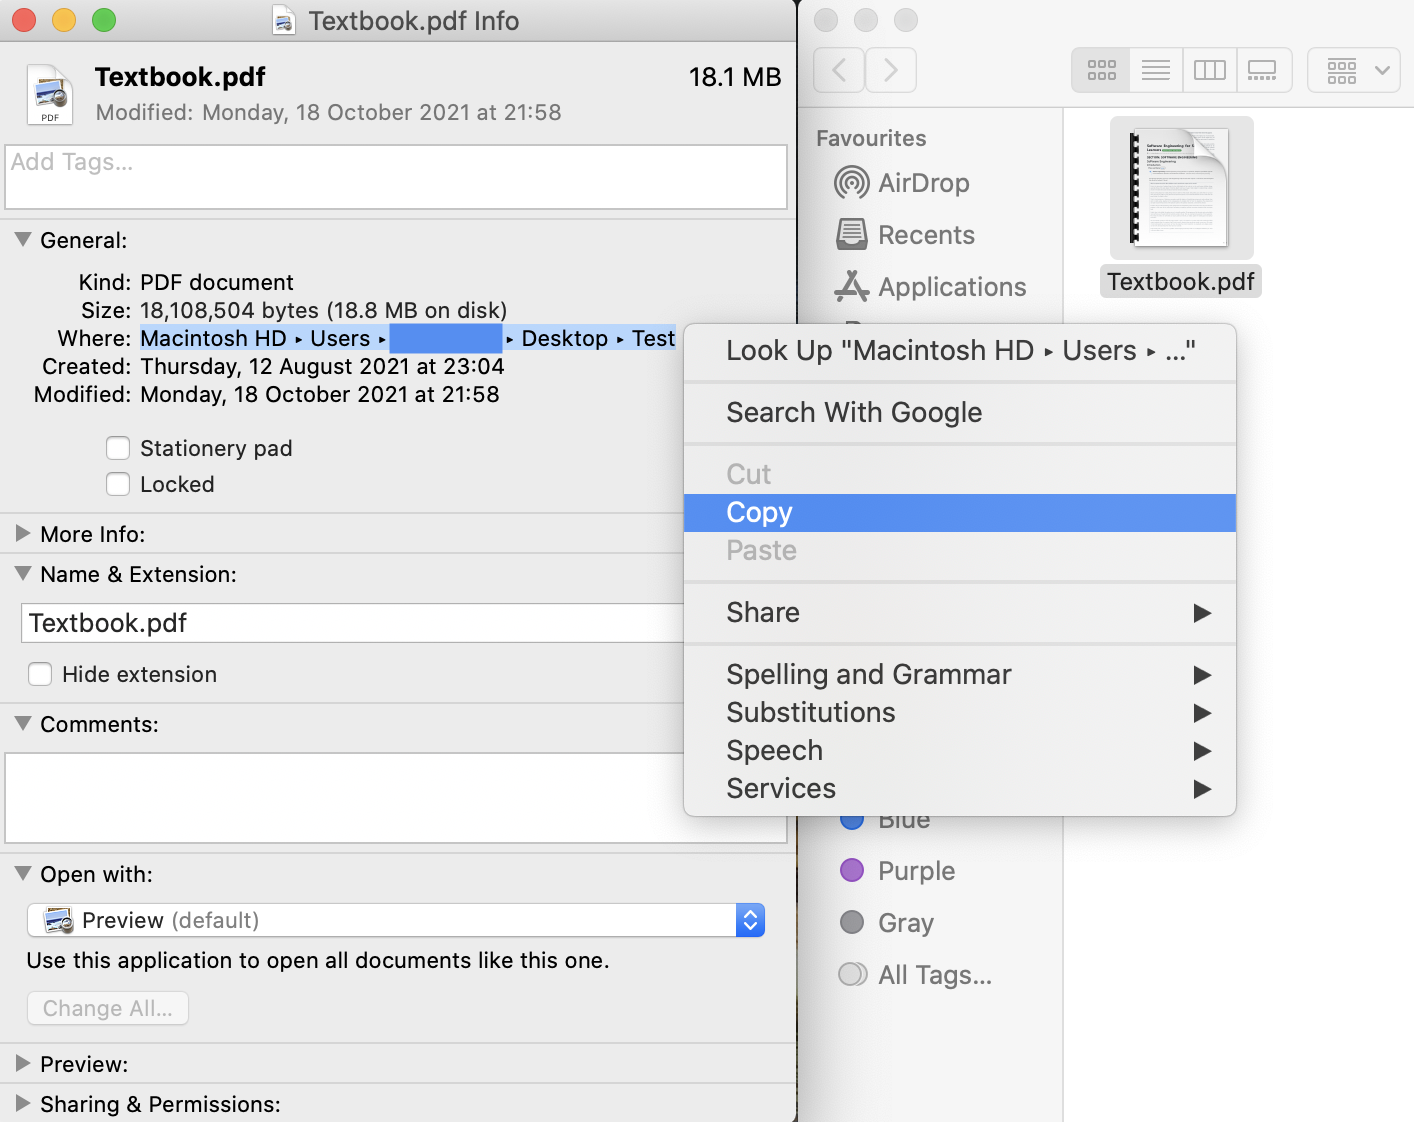 Textbook.pdf Info
Textbook.pdf
18.1 MB
Modified: Monday, 18 October 2021 at 21:58
PDF
Add Tags...
General:
Kind: PDF document
Size: 18,108,504 bytes (18.8 MB on disk)
Where: Macintosh HD ▸ Users ▸ ▸ Desktop ▸ Test
Created: Thursday, 12 August 2021 at 23:04
Modified: Monday, 18 October 2021 at 21:58
Stationery pad
Locked
More Info:
Name & Extension:
Textbook.pdf
Hide extension
Comments:
Open with:
Preview (default)
Use this application to open all documents like this one.
Change All...
Preview:
Sharing & Permissions:
Look Up "Macintosh HD ▸ Users ▸ ..."
Search With Google
Cut
Copy
Paste
Share
Spelling and Grammar
Substitutions
Speech
Services
Favourites
AirDrop
Recents
Applications
Blue
Purple
Gray
All Tags...
Software Engineering for
Learners
Textbook.pdf